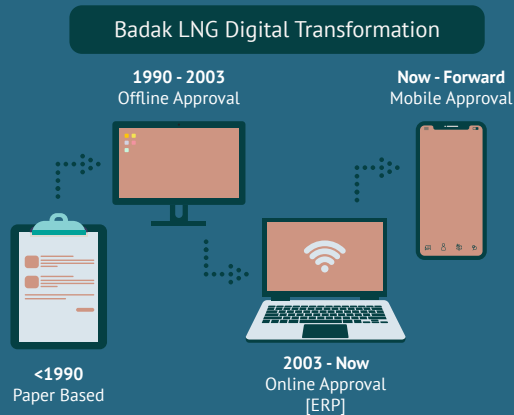 Badak LNG Digital Transformation
1990 - 2003
Offline Approval
Now - Forward
Mobile Approval
<1990
Paper Based
2003 - Now
Online Approval
[ERP]